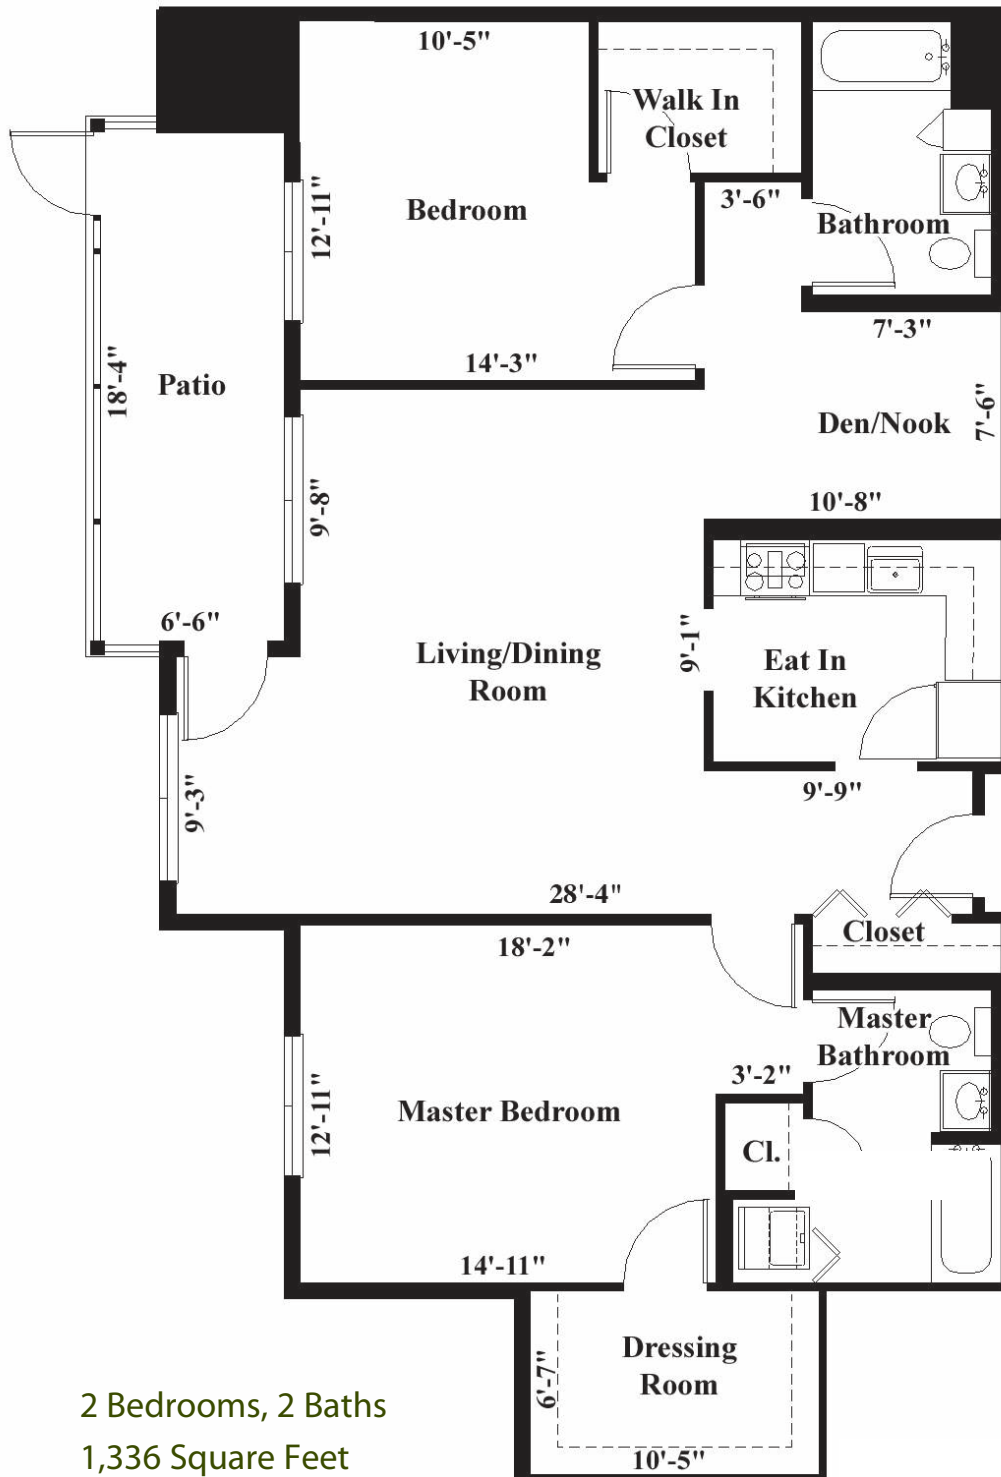 10'-5"
Walk In
Closet
12'-11"
Bedroom
3'-6"
Bathroom
7'-3"
14'-3"
18'-4"
Patio
Den/Nook
7'-6"
9'-8"
10'-8"
6'-6"
Living/Dining
Room
9'-1"
Eat In
Kitchen
9'-3"
9'-9"
28'-4"
Closet
18'-2"
Master
Bathroom
3'-2"
12'-11"
Master Bedroom
Cl.
14'-11"
Dressing
Room
6'-7"
10'-5"
2 Bedrooms, 2 Baths
1,336 Square Feet